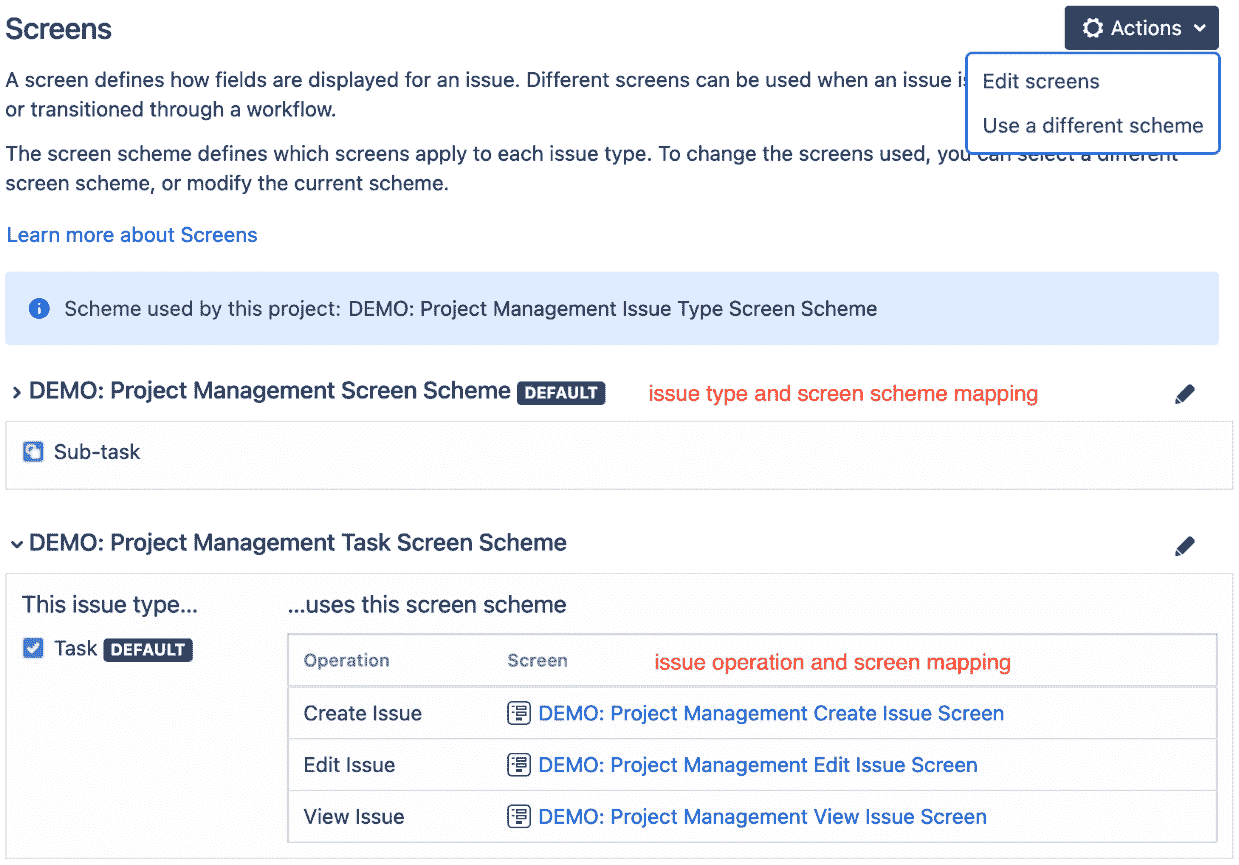 Screens
Actions
A screen defines how fields are displayed for an issue. Different screens can be used when an issue is
Edit screens
or transitioned through a workflow.
Use a different scheme
The screen scheme defines which screens apply to each issue type. To change the screens used, you can select a different
screen scheme, or modify the current scheme.
Learn more about Screens
Scheme used by this project: DEMO: Project Management Issue Type Screen Scheme
DEMO: Project Management Screen Scheme DEFAULT issue type and screen scheme mapping
Sub-task
DEMO: Project Management Task Screen Scheme
This issue type... ...uses this screen scheme
Task DEFAULT
Operation Screen issue operation and screen mapping
Create Issue DEMO: Project Management Create Issue Screen
Edit Issue DEMO: Project Management Edit Issue Screen
View Issue DEMO: Project Management View Issue Screen